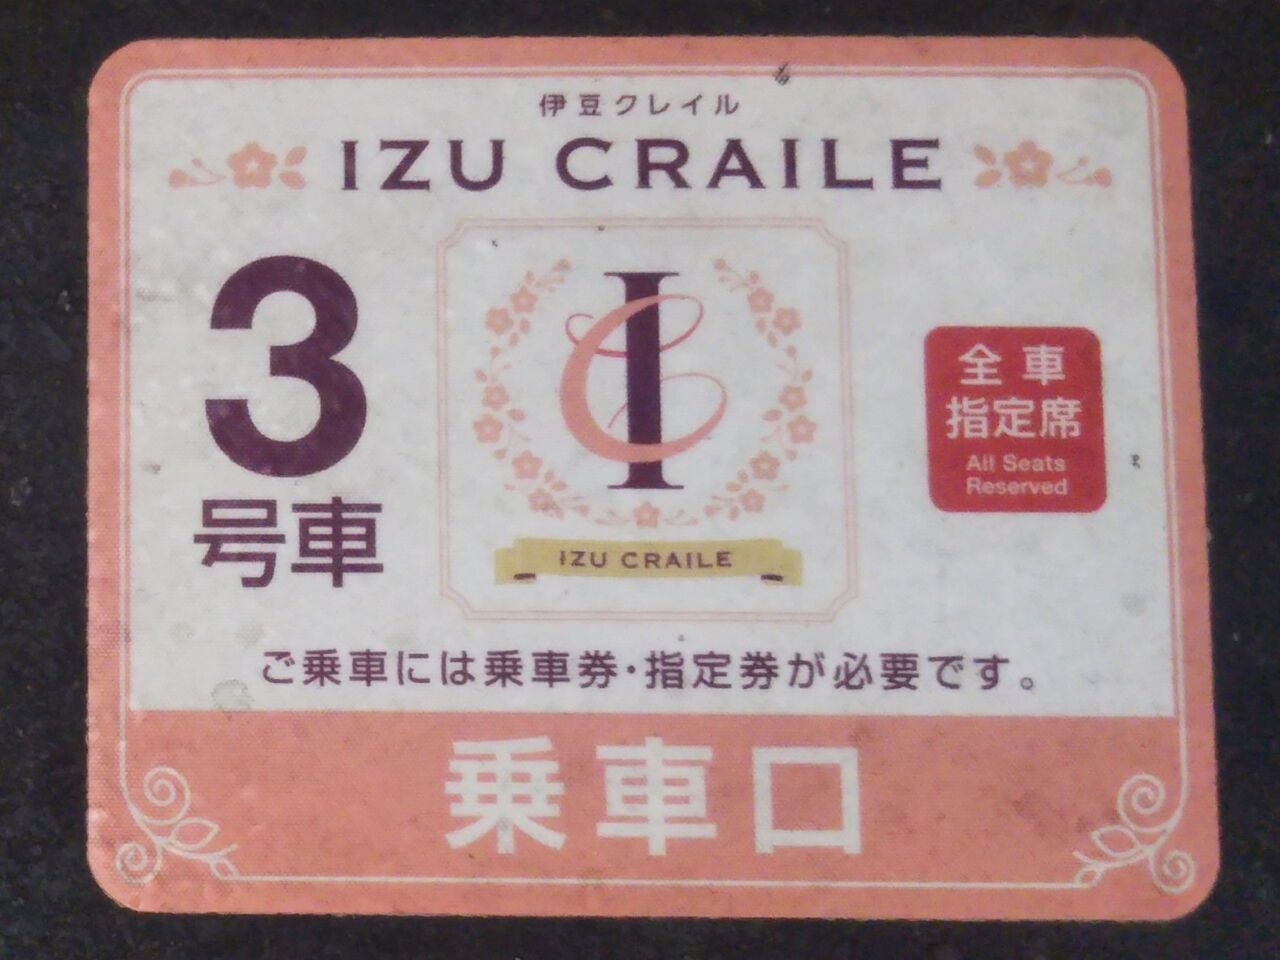 伊豆クレイル
IZU CRAILE
3
号車
IC
IZU CRAILE
全車
指定席
All Seats
Reserved
ご乗車には乗車券・指定券が必要です。
乗車口